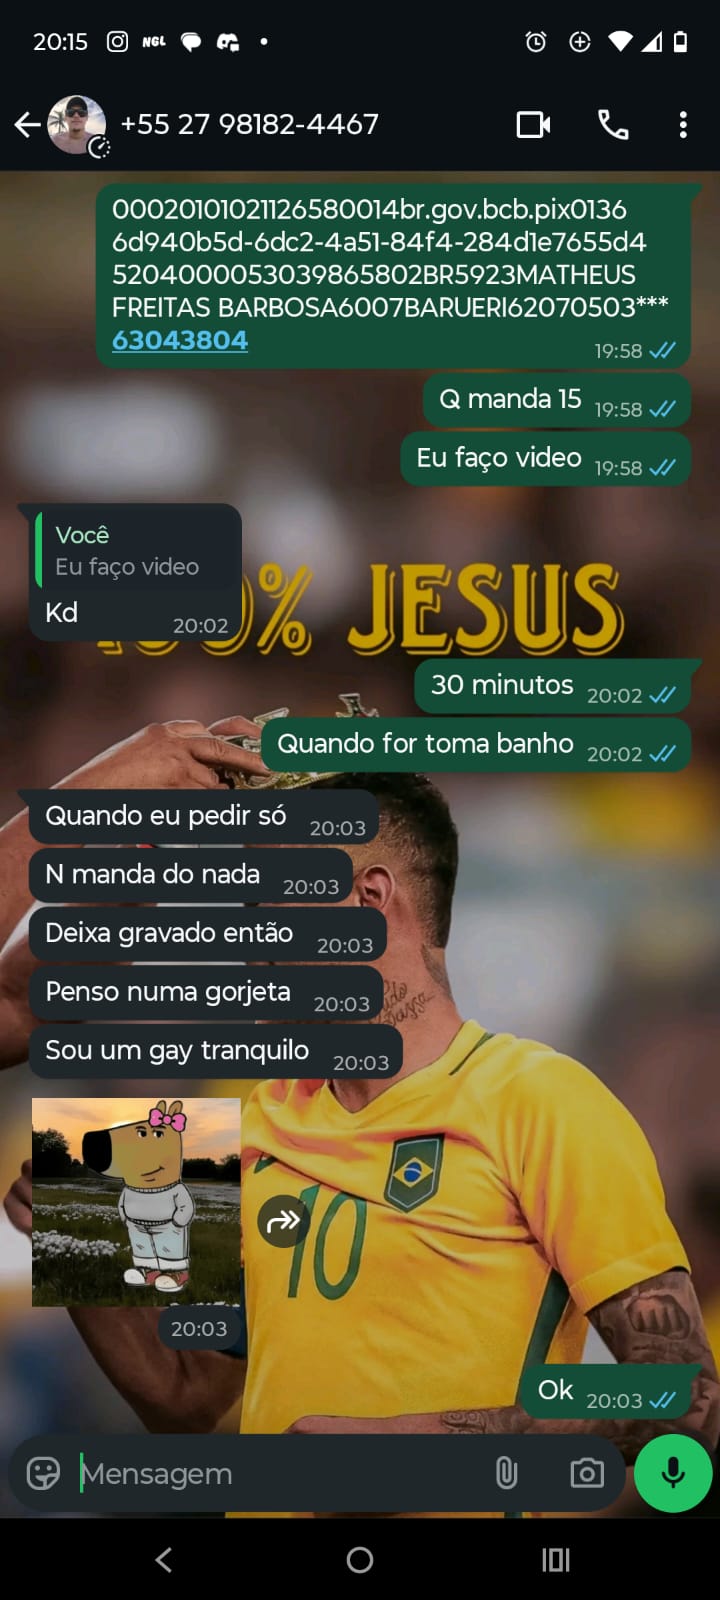 20:15 NGL
+55 27 98182-4467
00020101021126580014br.gov.bcb.pix0136
6d940b5d-6dc2-4a51-84f4-284d1e7655d4
5204000053039865802BR5923MATHEUS
FREITAS BARBOSA6007BARUERI62070503***
63043804
19:58
Q manda 15 19:58
Eu faço video 19:58
Você
Eu faço video
Kd 20:02
100% JESUS
30 minutos 20:02
Quando for toma banho 20:02
Quando eu pedir só 20:03
N manda do nada 20:03
Deixa gravado então 20:03
Penso numa gorjeta 20:03
Sou um gay tranquilo 20:03
10
20:03
Ok 20:03
Mensagem